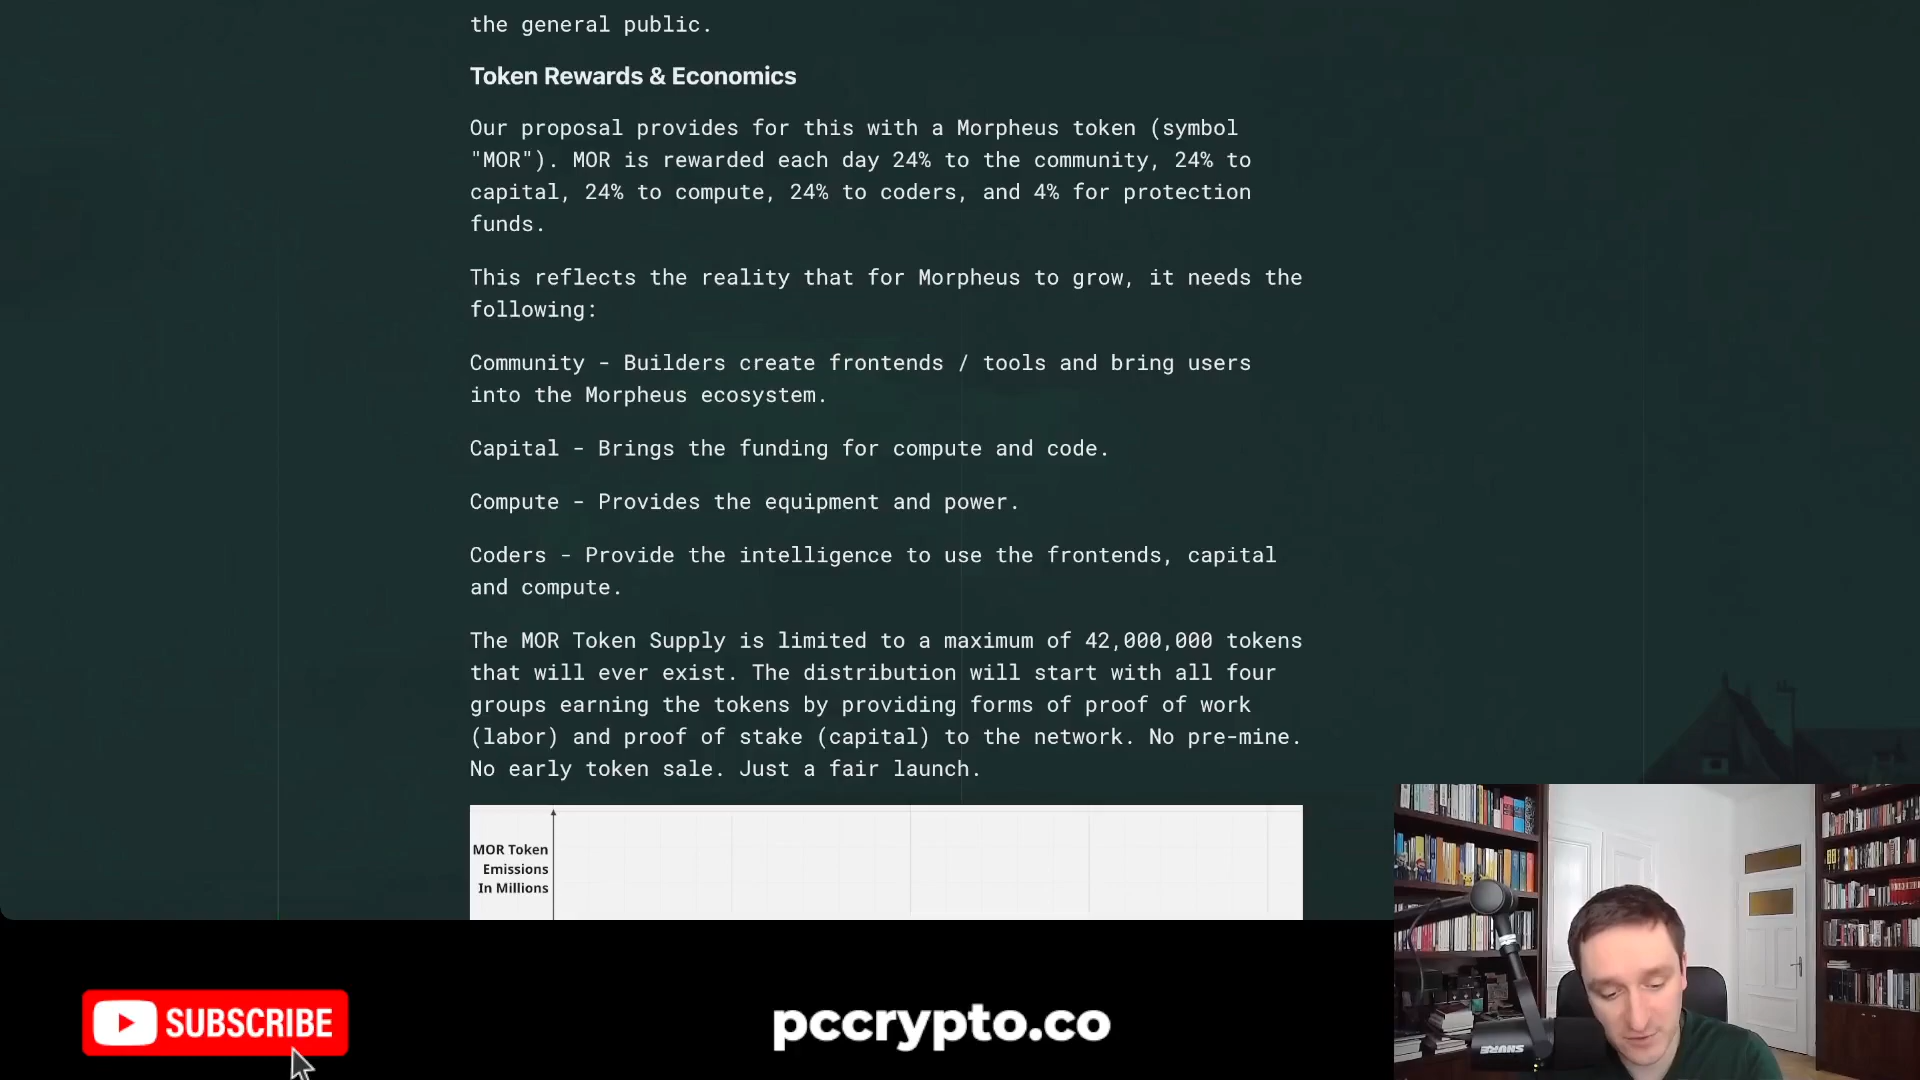 the general public.
Token Rewards & Economics
Our proposal provides for this with a Morpheus token (symbol
"MOR"). MOR is rewarded each day 24% to the community, 24% to
capital, 24% to compute, 24% to coders, and 4% for protection
funds.
This reflects the reality that for Morpheus to grow, it needs the
following:
Community - Builders create frontends / tools and bring users
into the Morpheus ecosystem.
Capital - Brings the funding for compute and code.
Compute - Provides the equipment and power.
Coders - Provide the intelligence to use the frontends, capital
and compute.
The MOR Token Supply is limited to a maximum of 42,000,000 tokens
that will ever exist. The distribution will start with all four
groups earning the tokens by providing forms of proof of work
(labor) and proof of stake (capital) to the network. No pre-mine.
No early token sale. Just a fair launch.
MOR Token
Emissions
In Millions
SUBSCRIBE
pccrypto.co
SHURE